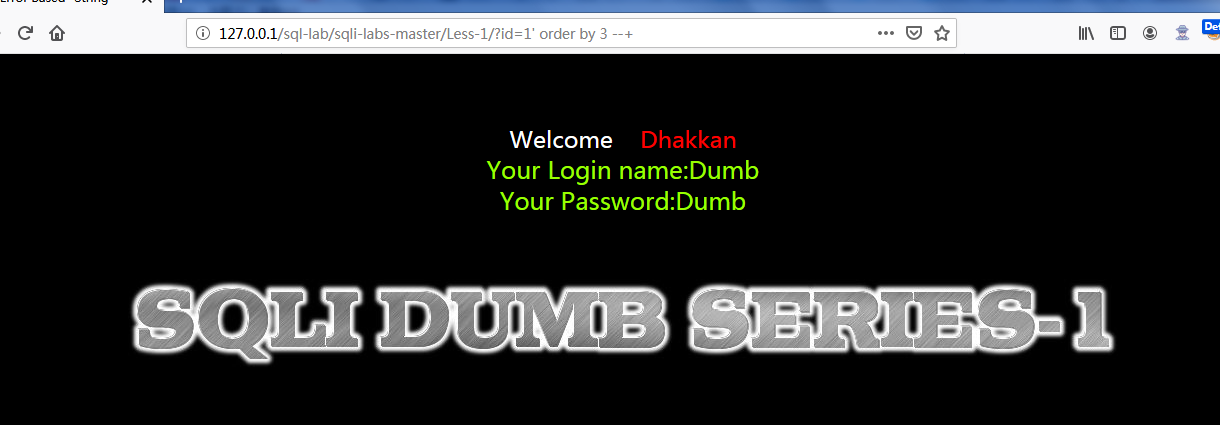 Error Based- String
127.0.0.1/sql-lab/sqli-labs-master/Less-1/?id=1' order by 3 --+
Welcome Dhakkan
Your Login name:Dumb
Your Password:Dumb
SQLI DUMB SERIES-1